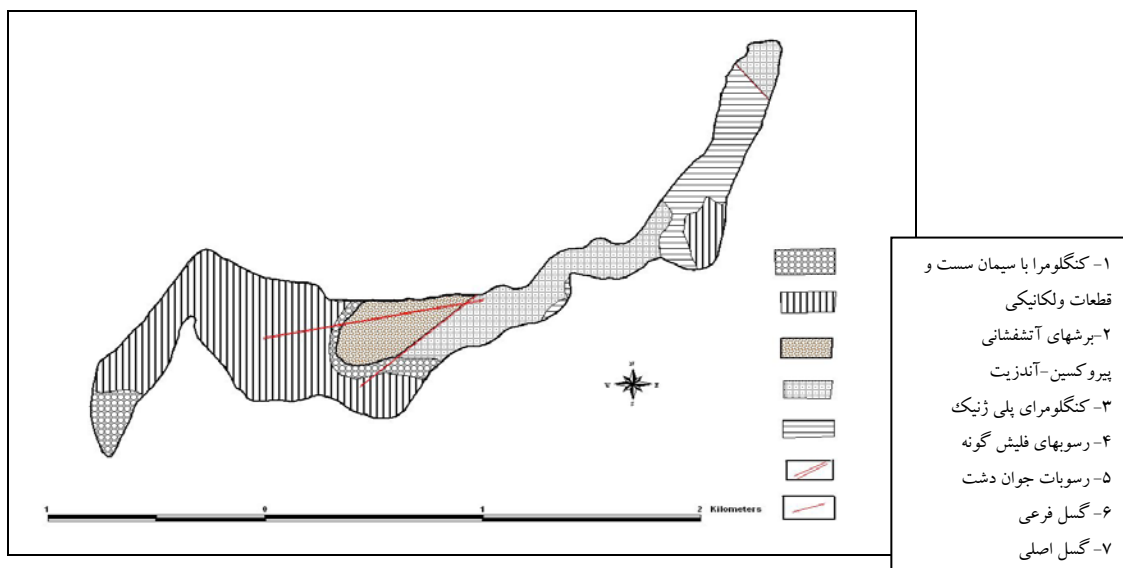 N
W E
S
1 0 1 2 Kilometers
۱- کنگلومرا با سیمان سست و
قطعات ولکانیکی
۲-برشهای آتشفشانی
پیروکسین-آندزیت
۳- کنگلومرای پلی ژنیک
۴- رسوبهای فلیش گونه
۵- رسوبات جوان دشت
۶- گسل فرعی
۷- گسل اصلی